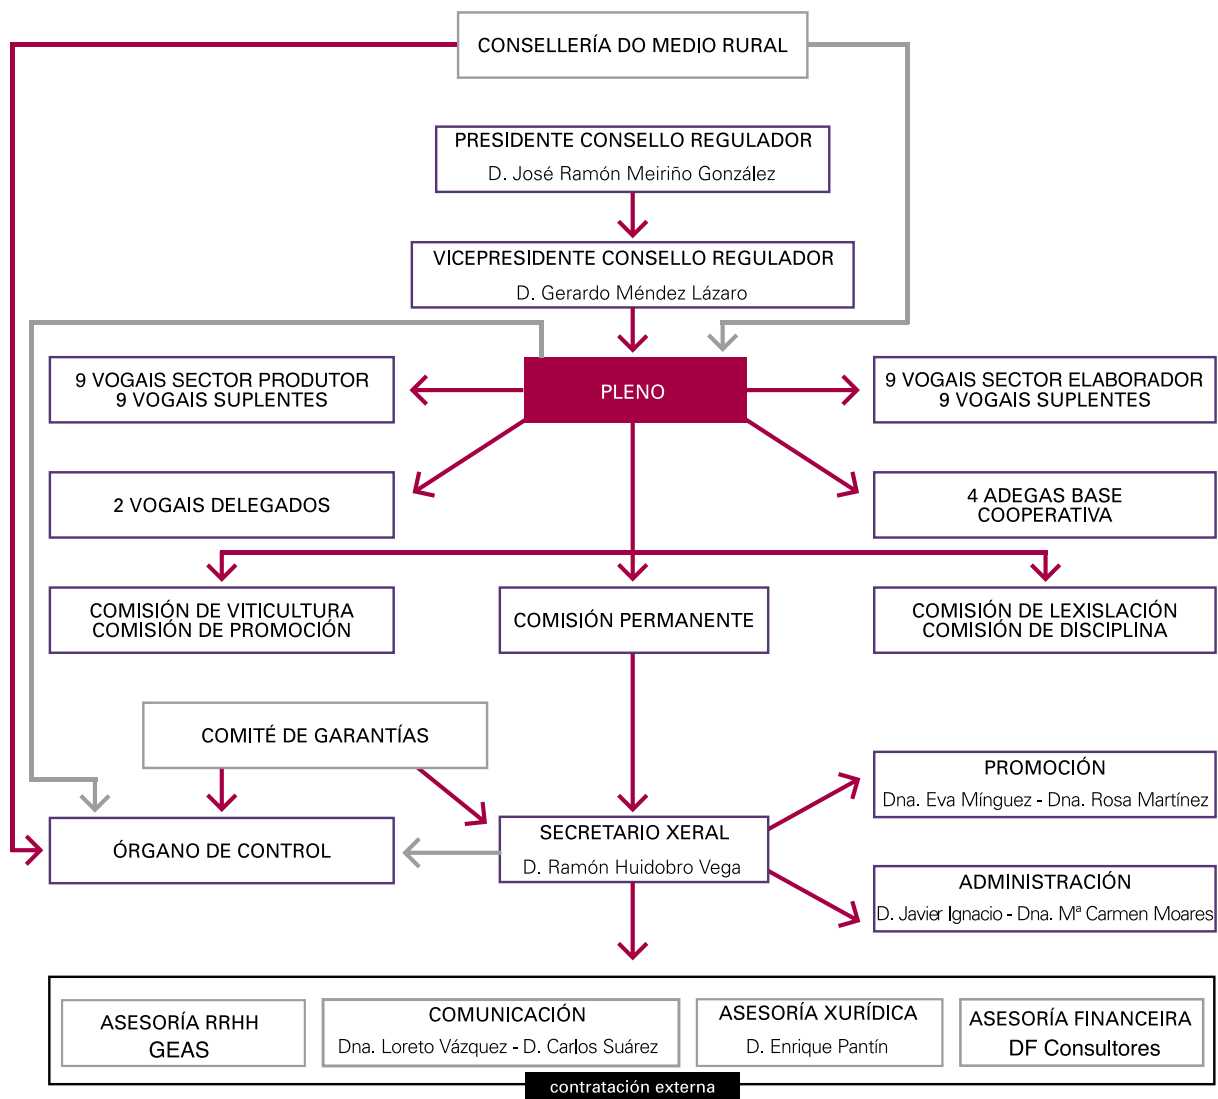 CONSELLERÍA DO MEDIO RURAL
PRESIDENTE CONSELLO REGULADOR
D. José Ramón Meiriño González
VICEPRESIDENTE CONSELLO REGULADOR
D. Gerardo Méndez Lázaro
9 VOGAIS SECTOR PRODUTOR
9 VOGAIS SUPLENTES
PLENO
9 VOGAIS SECTOR ELABORADOR
9 VOGAIS SUPLENTES
2 VOGAIS DELEGADOS
4 ADEGAS BASE
COOPERATIVA
COMISIÓN DE VITICULTURA
COMISIÓN DE PROMOCIÓN
COMISIÓN PERMANENTE
COMISIÓN DE LEXISLACIÓN
COMISIÓN DE DISCIPLINA
COMITÉ DE GARANTÍAS
PROMOCIÓN
Dna. Eva Mínguez - Dna. Rosa Martínez
ÓRGANO DE CONTROL
SECRETARIO XERAL
D. Ramón Huidobro Vega
ADMINISTRACIÓN
D. Javier Ignacio - Dna. Mª Carmen Moares
ASESORÍA RRHH
GEAS
COMUNICACIÓN
Dna. Loreto Vázquez - D. Carlos Suárez
ASESORÍA XURÍDICA
D. Enrique Pantín
ASESORÍA FINANCEIRA
DF Consultores
contratación externa